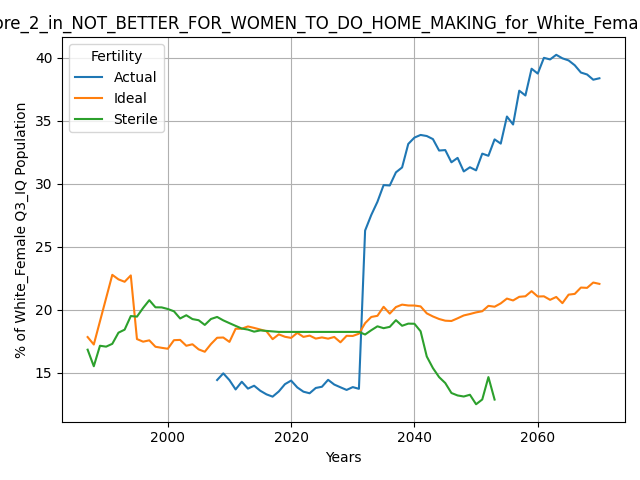 ore_2_in_NOT_BETTER_FOR_WOMEN_TO_DO_HOME_MAKING_for_White_Fema
Fertility
Actual
Ideal
Sterile
% of White_Female Q3_IQ Population
40
35
30
25
20
15
2000
2020
2040
2060
Years